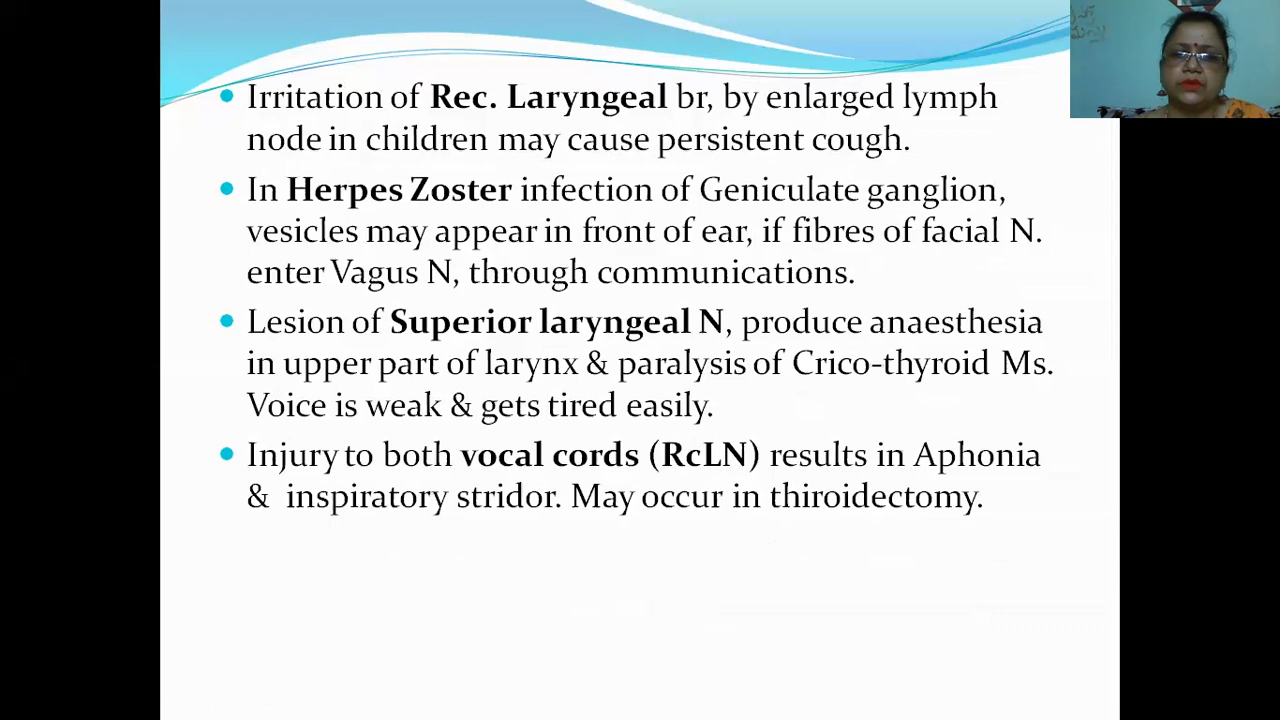 Irritation of Rec. Laryngeal br, by enlarged lymph
node in children may cause persistent cough.
In Herpes Zoster infection of Geniculate ganglion,
vesicles may appear in front of ear, if fibres of facial N.
enter Vagus N, through communications.
Lesion of Superior laryngeal N, produce anaesthesia
in upper part of larynx & paralysis of Crico-thyroid Ms.
Voice is weak & gets tired easily.
Injury to both vocal cords (RcLN) results in Aphonia
& inspiratory stridor. May occur in thiroidectomy.